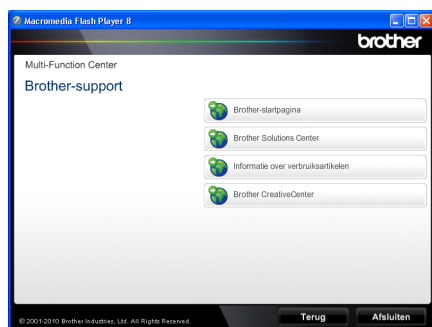 Macromedia Flash Player 8
brother
Multi-Function Center
Brother-support
Brother-startpagina
Brother Solutions Center
Informatie over verbruiksartikelen
Brother CreativeCenter
© 2001-2010 Brother Industries, Ltd. All Rights Reserved.
Terug
Afsluiten